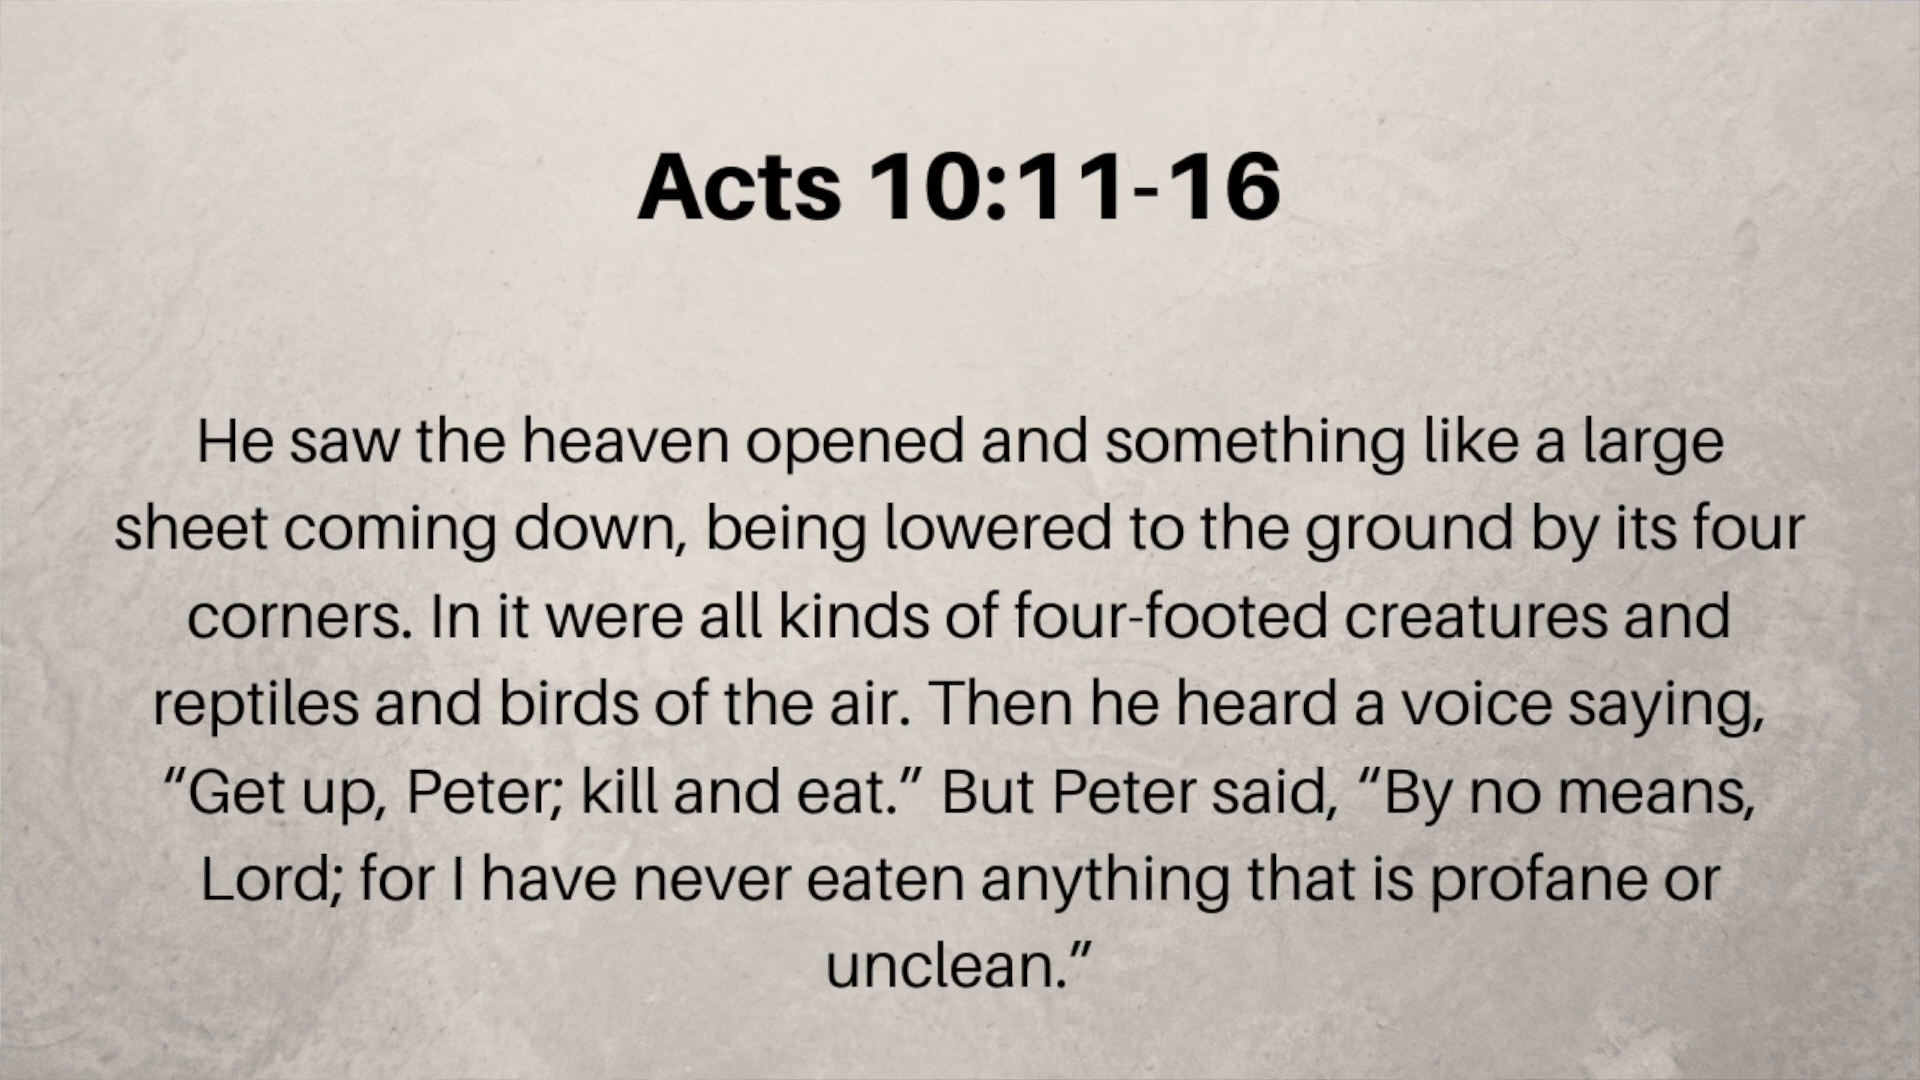 Acts 10:11-16
He saw the heaven opened and something like a large
sheet coming down, being lowered to the ground by its four
corners. In it were all kinds of four-footed creatures and
reptiles and birds of the air. Then he heard a voice saying,
“Get up, Peter; kill and eat.” But Peter said, “By no means,
Lord; for I have never eaten anything that is profane or
unclean.”